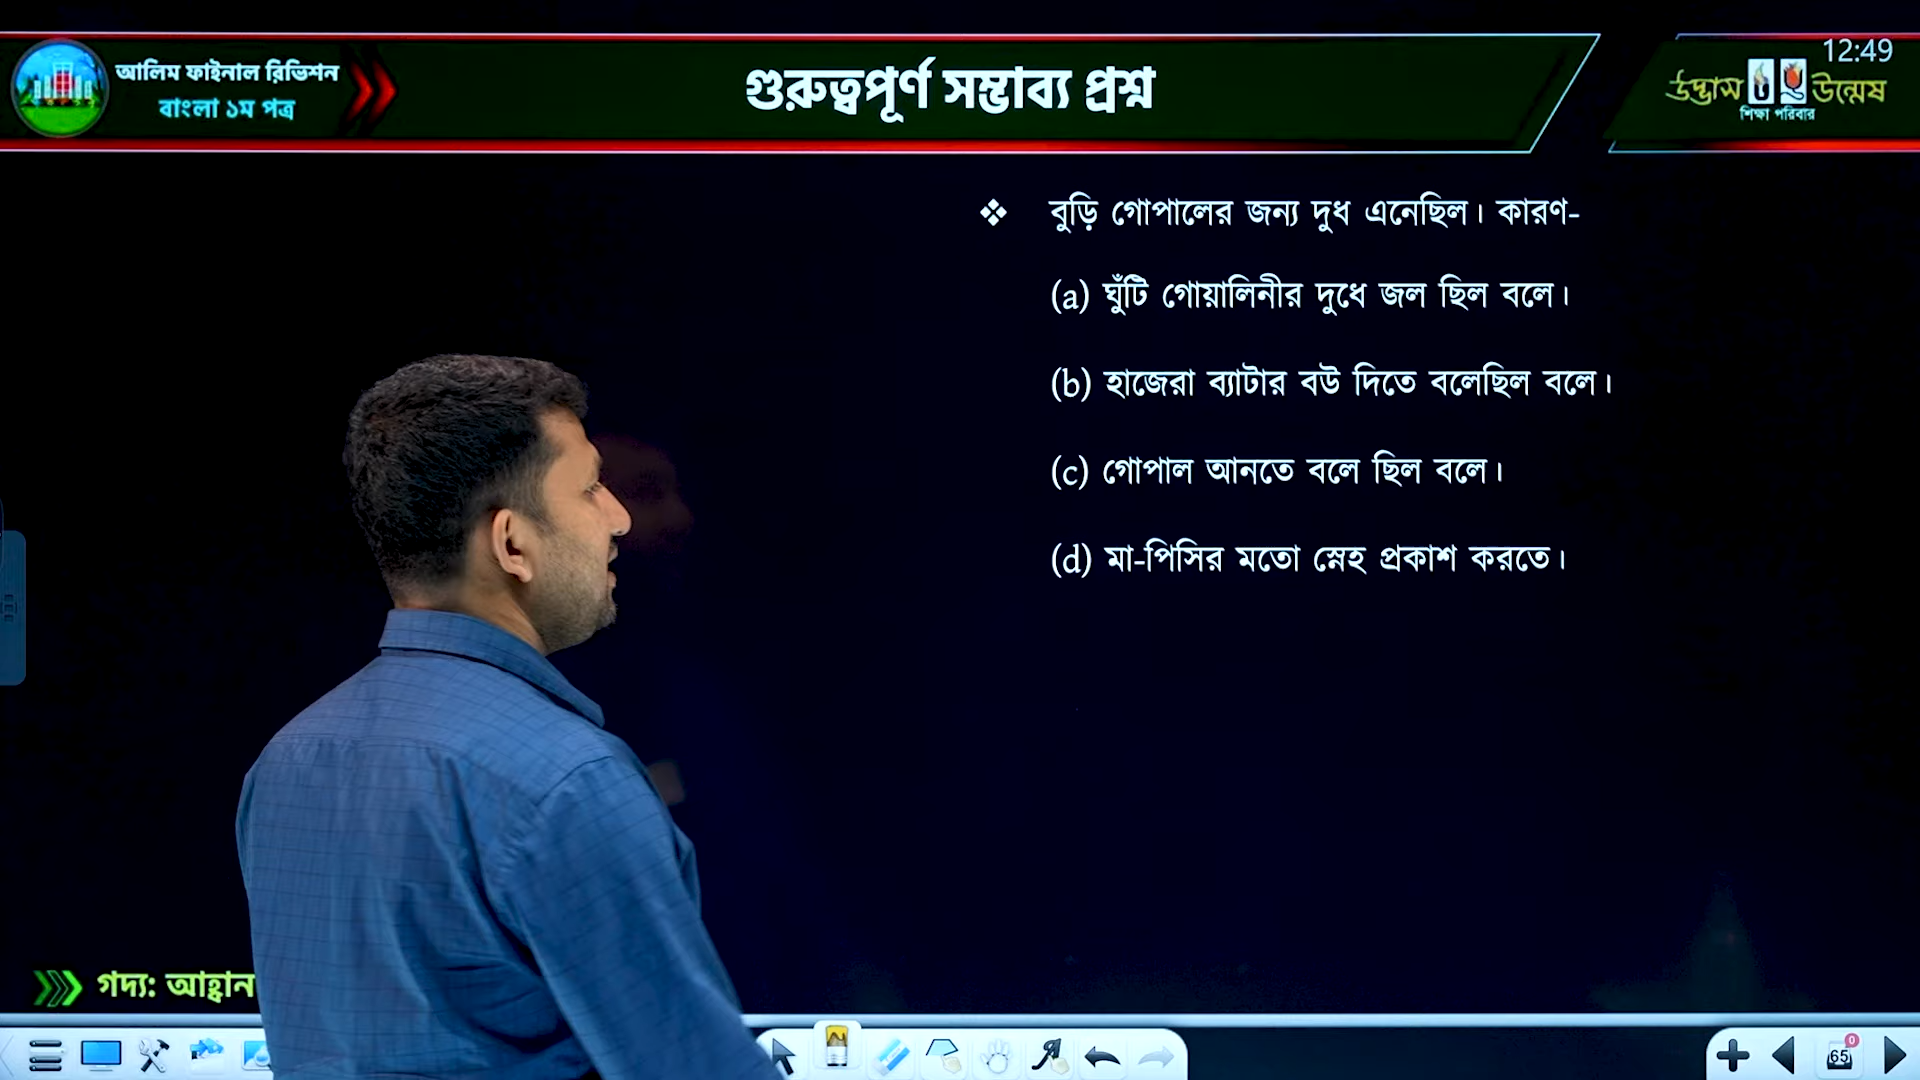 আলিম ফাইনাল রিভিশন
বাংলা ১ম পত্র
গুরুত্বপূর্ণ সম্ভাব্য প্রশ্ন
12:49
উদ্ভাস উন্মেষ
শিক্ষা পরিবার
❖ বুড়ি গোপালের জন্য দুধ এনেছিল। কারণ-
(a) ঘুঁটি গোয়ালিনীর দুধে জল ছিল বলে।
(b) হাজেরা ব্যাটার বউ দিতে বলেছিল বলে।
(c) গোপাল আনতে বলে ছিল বলে।
(d) মা-পিসির মতো স্নেহ প্রকাশ করতে।
গদ্য: আহ্বান
65
0